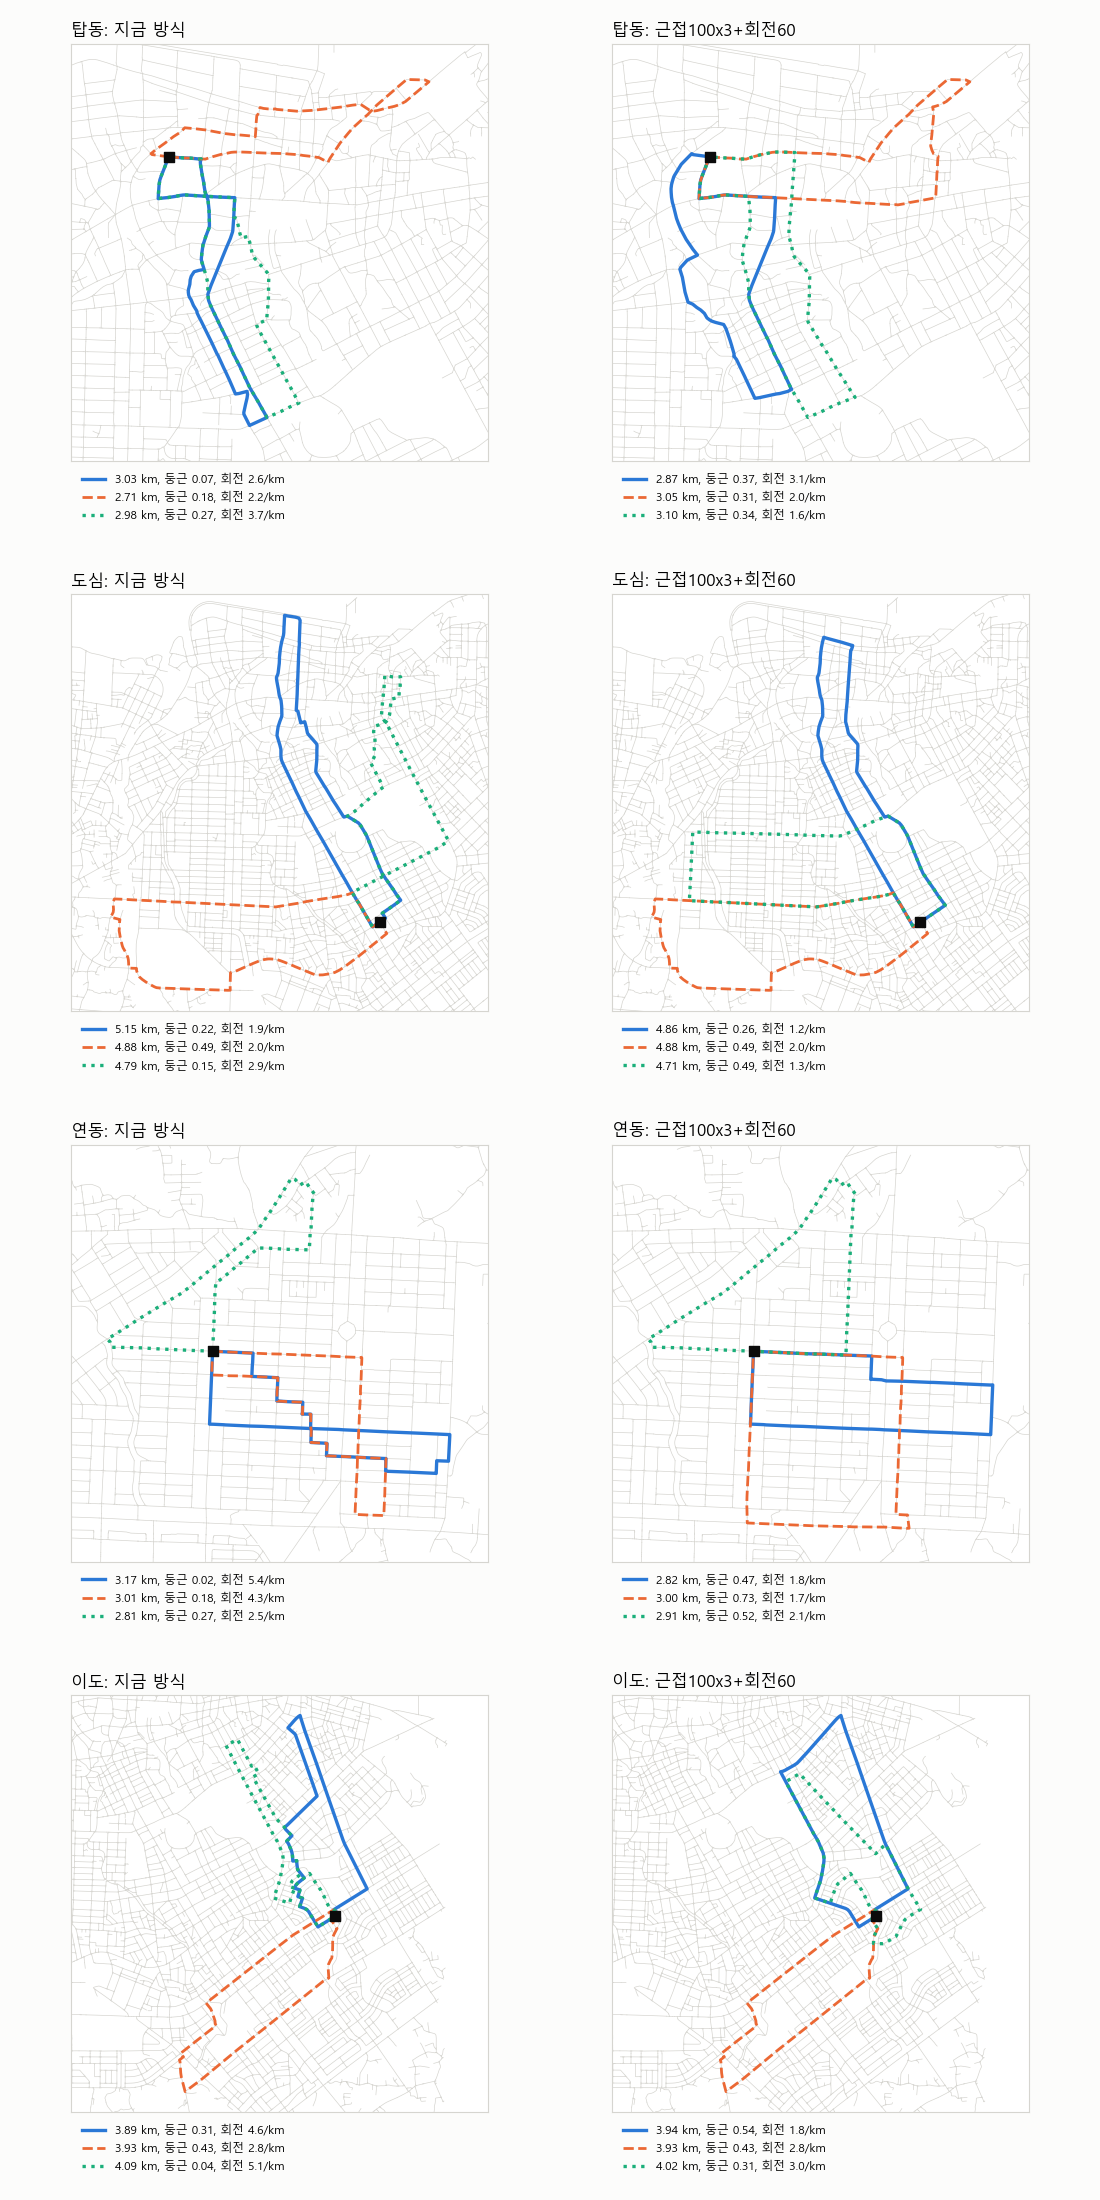 탑동: 지금 방식
탑동: 근접100x3+회전60
3.03 km, 둥근 0.07, 회전 2.6/km
2.71 km, 둥근 0.18, 회전 2.2/km
2.98 km, 둥근 0.27, 회전 3.7/km
2.87 km, 둥근 0.37, 회전 3.1/km
3.05 km, 둥근 0.31, 회전 2.0/km
3.10 km, 둥근 0.34, 회전 1.6/km
도심: 지금 방식
도심: 근접100x3+회전60
5.15 km, 둥근 0.22, 회전 1.9/km
4.88 km, 둥근 0.49, 회전 2.0/km
4.79 km, 둥근 0.15, 회전 2.9/km
4.86 km, 둥근 0.26, 회전 1.2/km
4.88 km, 둥근 0.49, 회전 2.0/km
4.71 km, 둥근 0.49, 회전 1.3/km
연동: 지금 방식
연동: 근접100x3+회전60
3.17 km, 둥근 0.02, 회전 5.4/km
3.01 km, 둥근 0.18, 회전 4.3/km
2.81 km, 둥근 0.27, 회전 2.5/km
2.82 km, 둥근 0.47, 회전 1.8/km
3.00 km, 둥근 0.73, 회전 1.7/km
2.91 km, 둥근 0.52, 회전 2.1/km
이도: 지금 방식
이도: 근접100x3+회전60
3.89 km, 둥근 0.31, 회전 4.6/km
3.93 km, 둥근 0.43, 회전 2.8/km
4.09 km, 둥근 0.04, 회전 5.1/km
3.94 km, 둥근 0.54, 회전 1.8/km
3.93 km, 둥근 0.43, 회전 2.8/km
4.02 km, 둥근 0.31, 회전 3.0/km